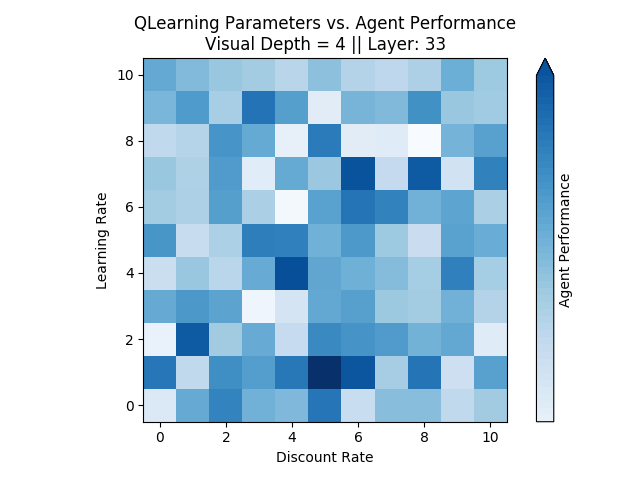 QLearning Parameters vs. Agent Performance
Visual Depth = 4 || Layer: 33
10
8
6
4
2
0
Learning Rate
0 2 4 6 8 10
Discount Rate
Agent Performance